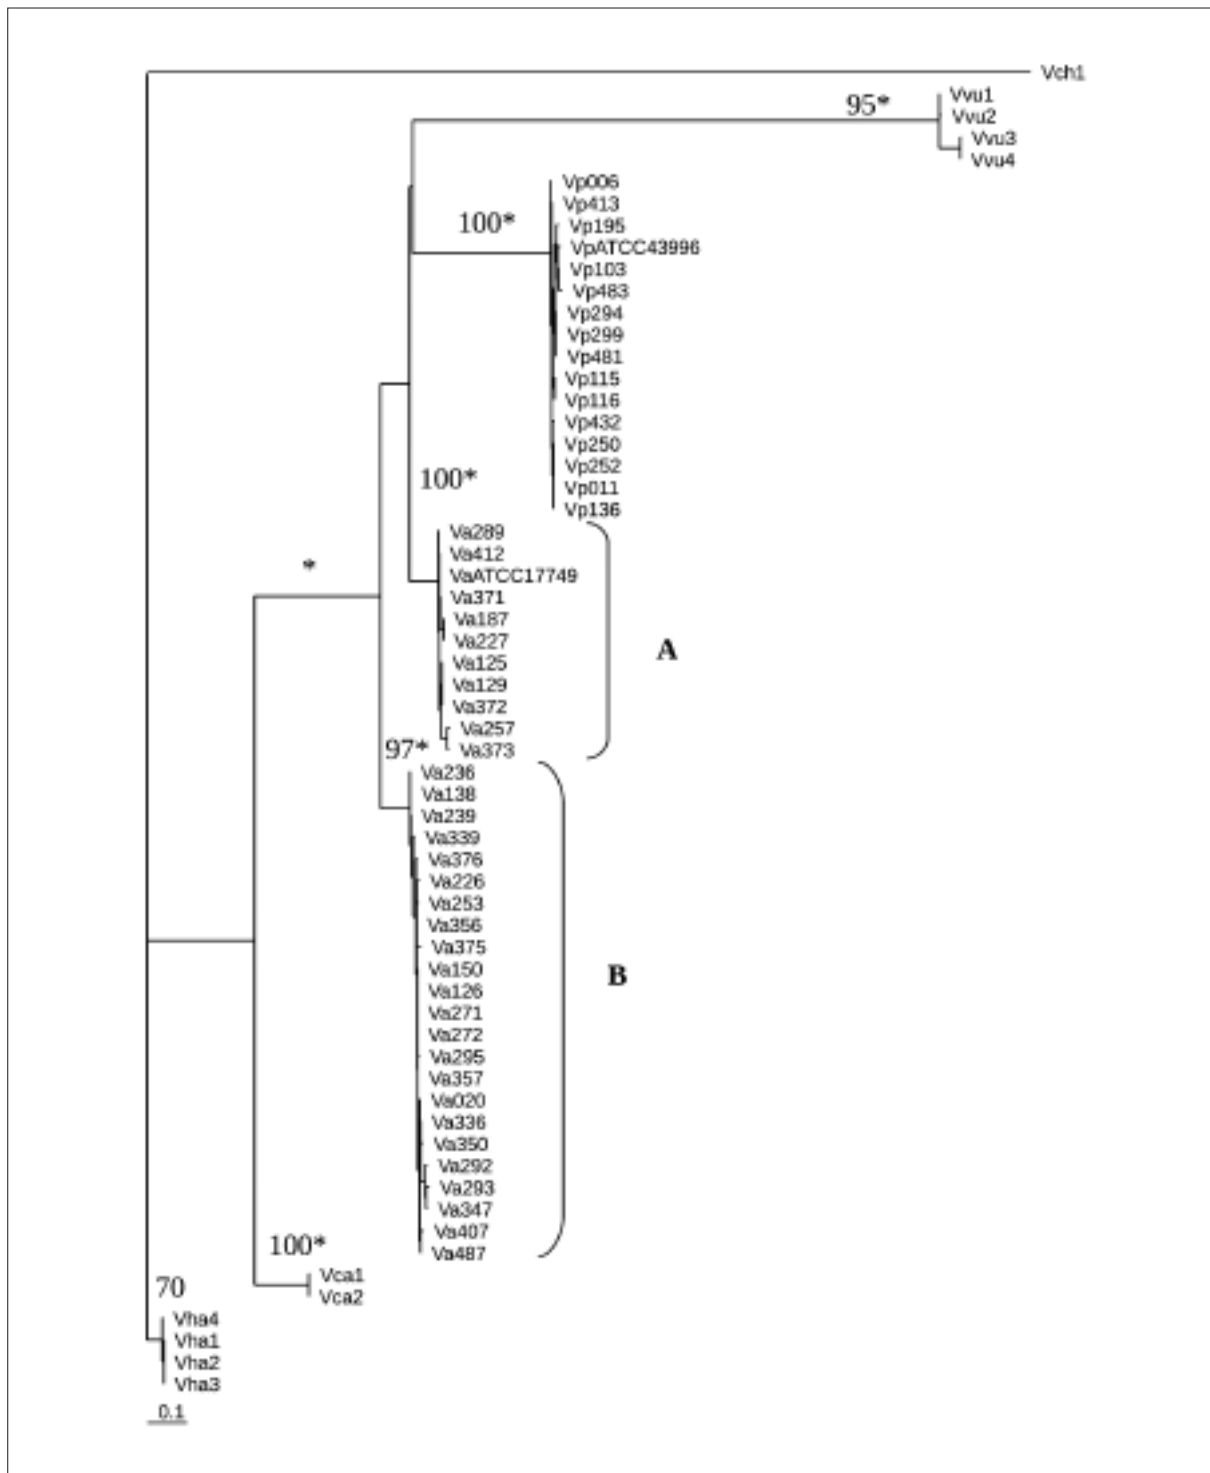 Vch1
95*
Vvu1
Vvu2
Vvu3
Vvu4
Vp006
Vp413
100*
Vp195
VpATCC43996
Vp103
Vp483
Vp294
Vp299
Vp481
Vp115
Vp116
Vp432
Vp250
100*
Vp252
Vp011
Vp136
Va289
Va412
*
VaATCC17749
Va371
Va187
Va227
A
Va125
Va129
Va372
Va257
97*
Va373
Va236
Va138
Va239
Va339
Va376
Va226
Va253
Va356
Va375
Va150
B
Va126
Va271
Va272
Va295
Va357
Va020
Va336
Va350
Va292
Va293
Va347
Va407
100*
Va487
Vca1
70
Vca2
Vha4
Vha1
Vha2
Vha3
0.1